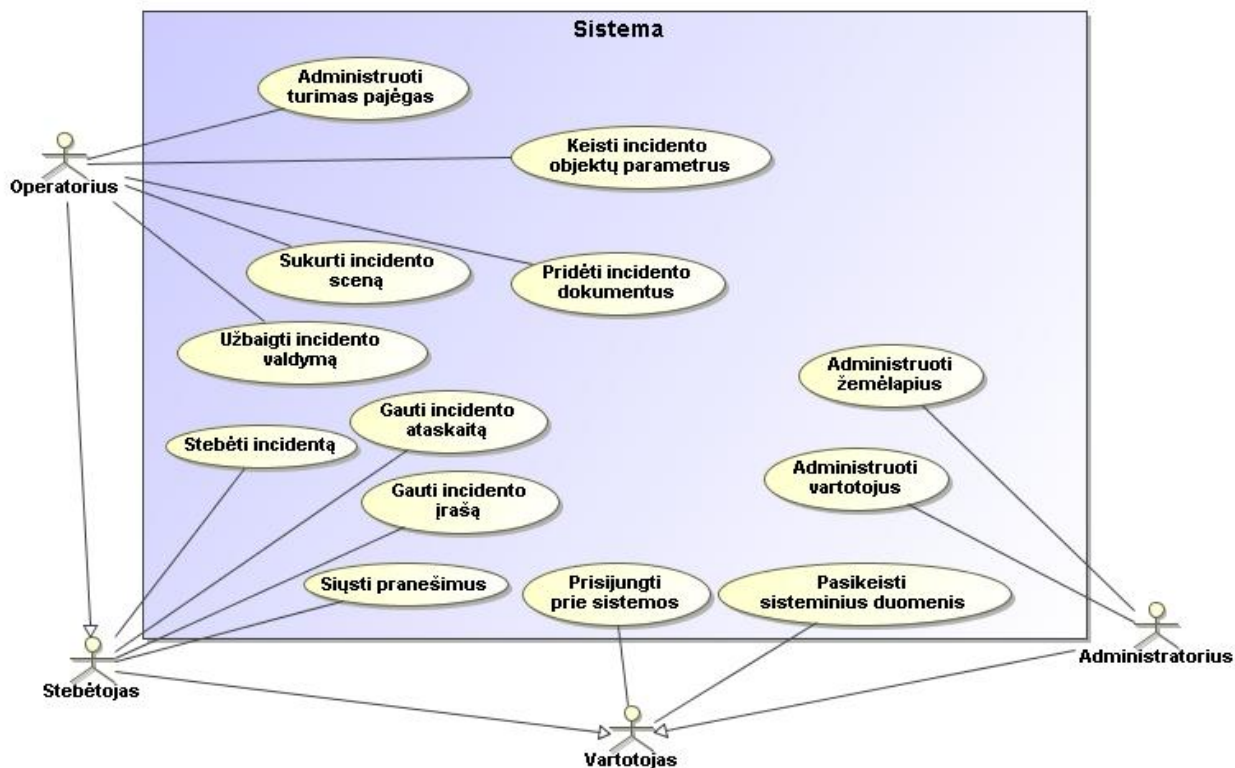 Sistema
Administruoti
turimas pajėgas
Keisti incidento
objektų parametrus
Operatorius
Sukurti incidento
sceną
Pridėti incidento
dokumentus
Užbaigti incidento
valdymą
Administruoti
žemėlapius
Gauti incidento
ataskaitą
Stebėti incidentą
Administruoti
vartotojus
Gauti incidento
įrašą
Siųsti pranešimus
Prisijungti
prie sistemos
Pasikeisti
sisteminius duomenis
Administratorius
Stebėtojas
Vartotojas